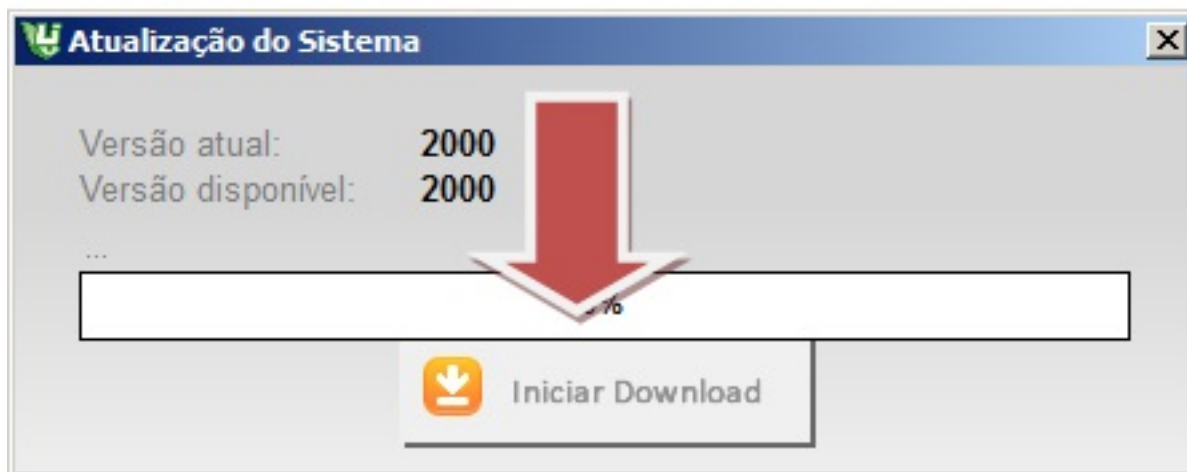 Atualização do Sistema
Versão atual: 2000
Versão disponível: 2000
...
%
Iniciar Download